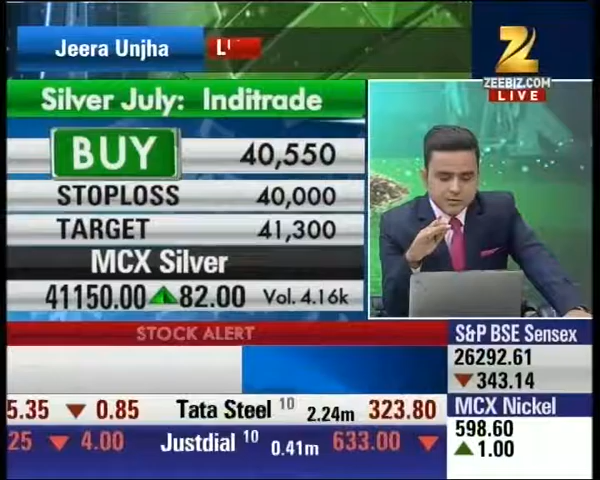 Jeera Unjha
ZEEBIZ.COM
LIVE
Silver July: Inditrade
BUY 40,550
STOPLOSS 40,000
TARGET 41,300
MCX Silver
41150.00 ▲ 82.00 Vol. 4.16k
STOCK ALERT
S&P BSE Sensex
26292.61
▼ 343.14
5.35 ▼ 0.85 Tata Steel 10 2.24m 323.80
MCX Nickel
598.60
▲ 1.00
25 ▼ 4.00 Justdial 10 0.41m 633.00 ▼